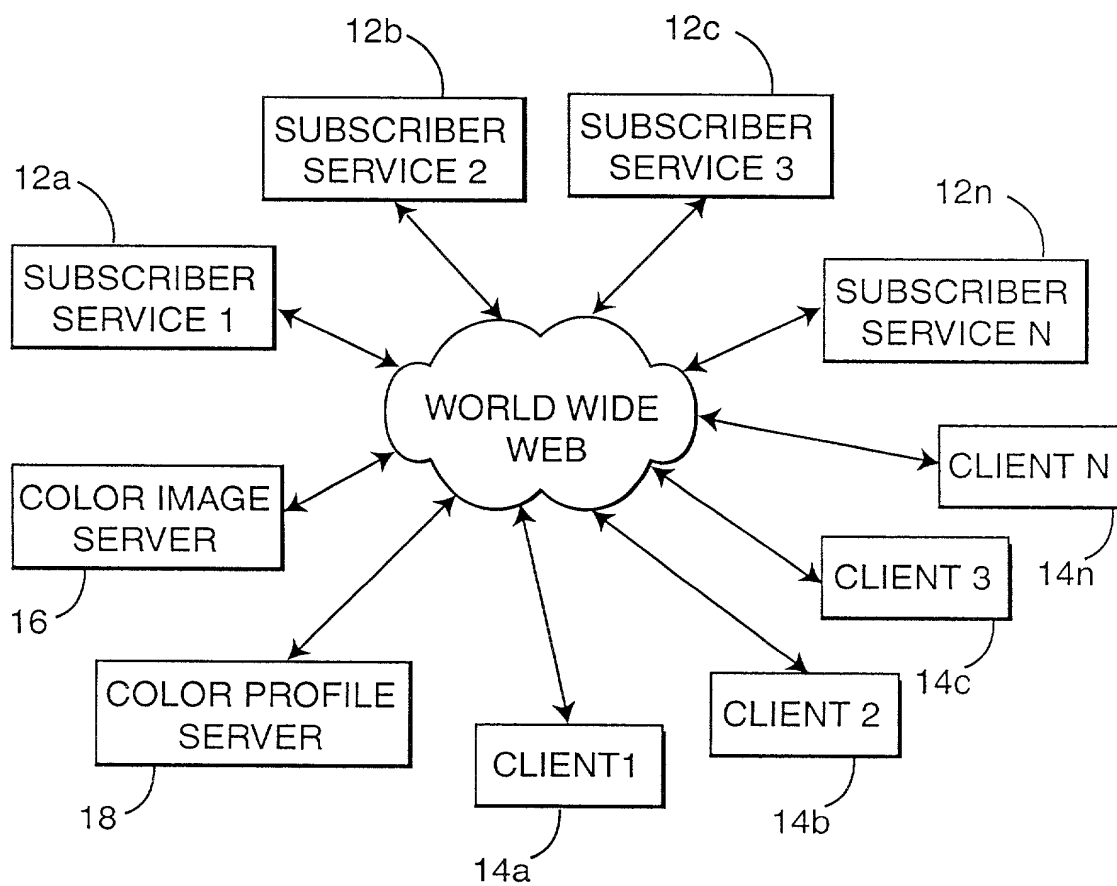 12b
12c
SUBSCRIBER
SERVICE 2
SUBSCRIBER
SERVICE 3
12a
12n
SUBSCRIBER
SERVICE 1
SUBSCRIBER
SERVICE N
WORLD WIDE
WEB
COLOR IMAGE
SERVER
CLIENT N
16
CLIENT 3
14n
COLOR PROFILE
SERVER
14c
CLIENT 2
CLIENT1
18
14b
14a